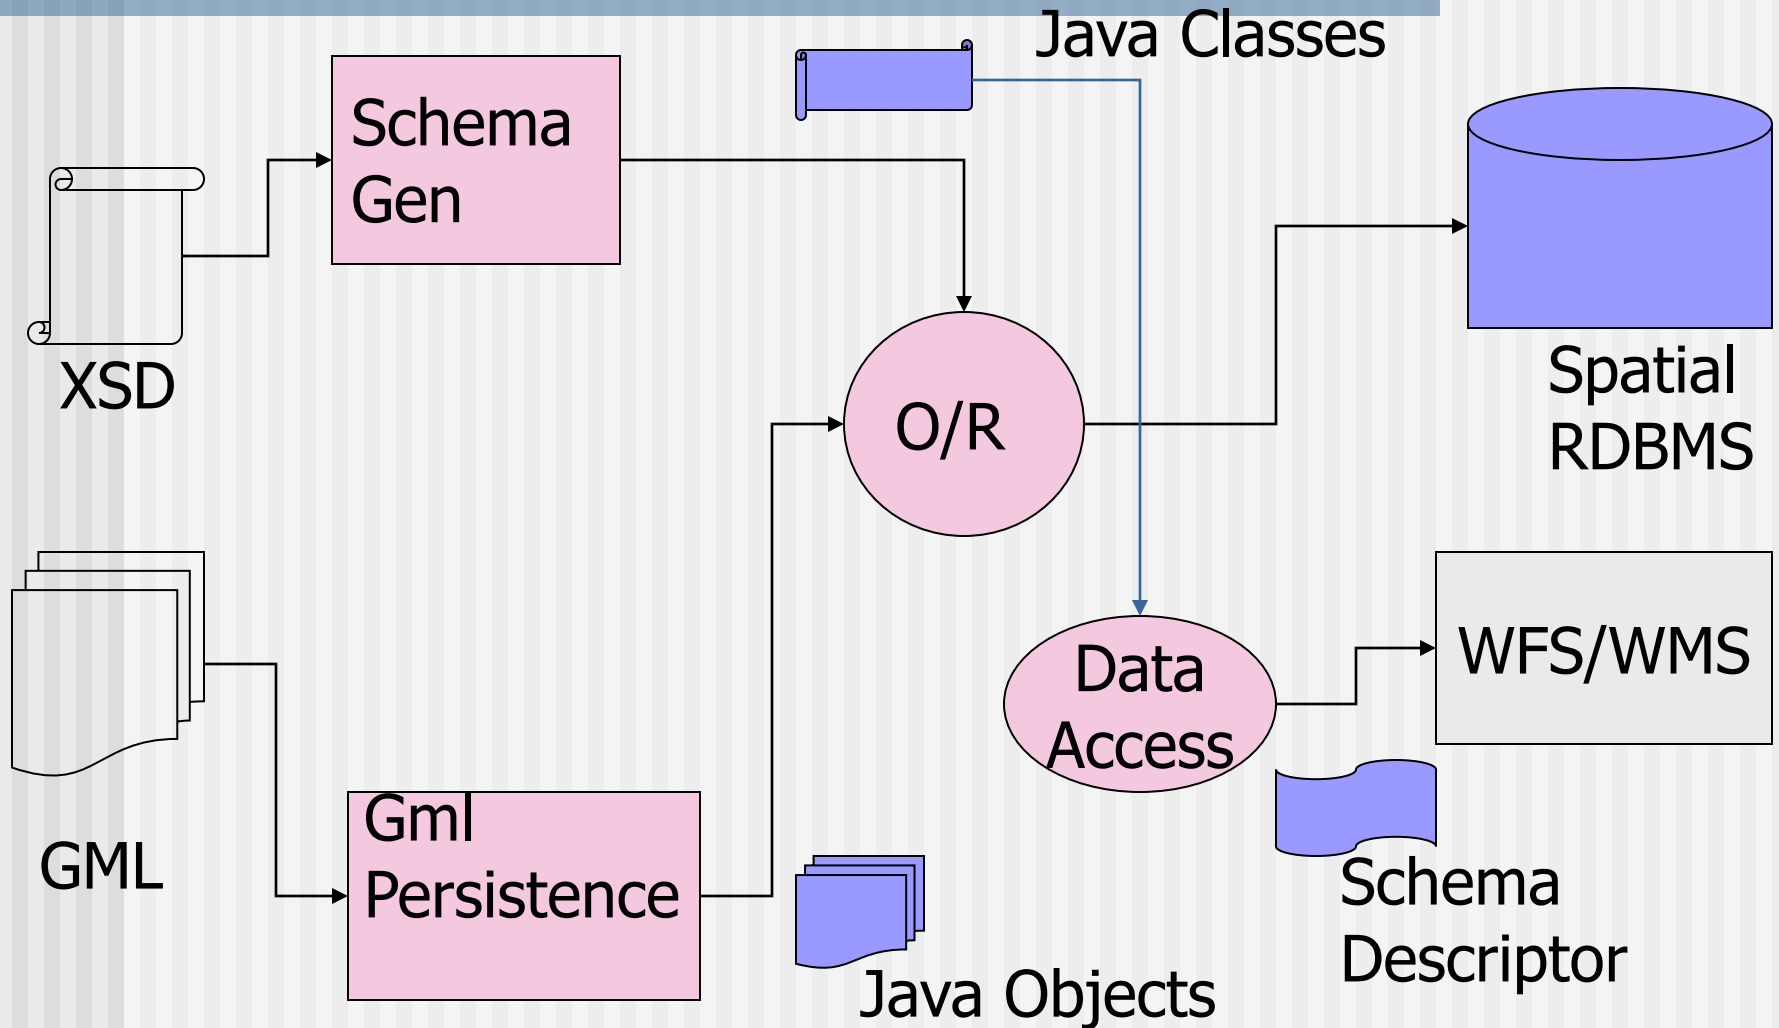 Java Classes
Schema
Gen
XSD
Spatial
RDBMS
O/R
WFS/WMS
Data
Access
GML
Gml
Persistence
Schema
Descriptor
Java Objects